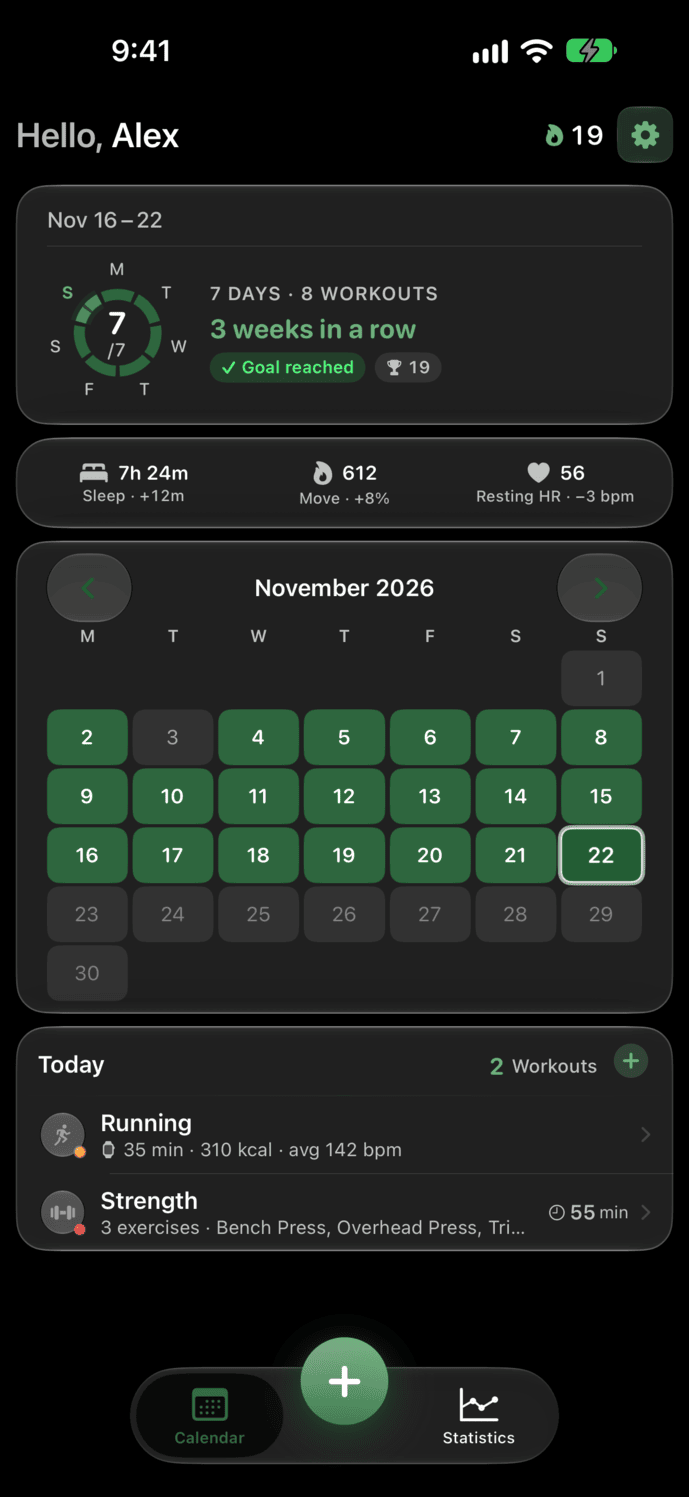 9:41
Hello, Alex
19
Nov 16–22
M
T
W
T
F
S
S
7
/7
7 DAYS · 8 WORKOUTS
3 weeks in a row
Goal reached
19
7h 24m
Sleep · +12m
612
Move · +8%
56
Resting HR · −3 bpm
November 2026
M T W T F S S
1
2 3 4 5 6 7 8
9 10 11 12 13 14 15
16 17 18 19 20 21 22
23 24 25 26 27 28 29
30
Today
2 Workouts
Running
35 min · 310 kcal · avg 142 bpm
Strength
3 exercises · Bench Press, Overhead Press, Tri...
55 min
Calendar
Statistics